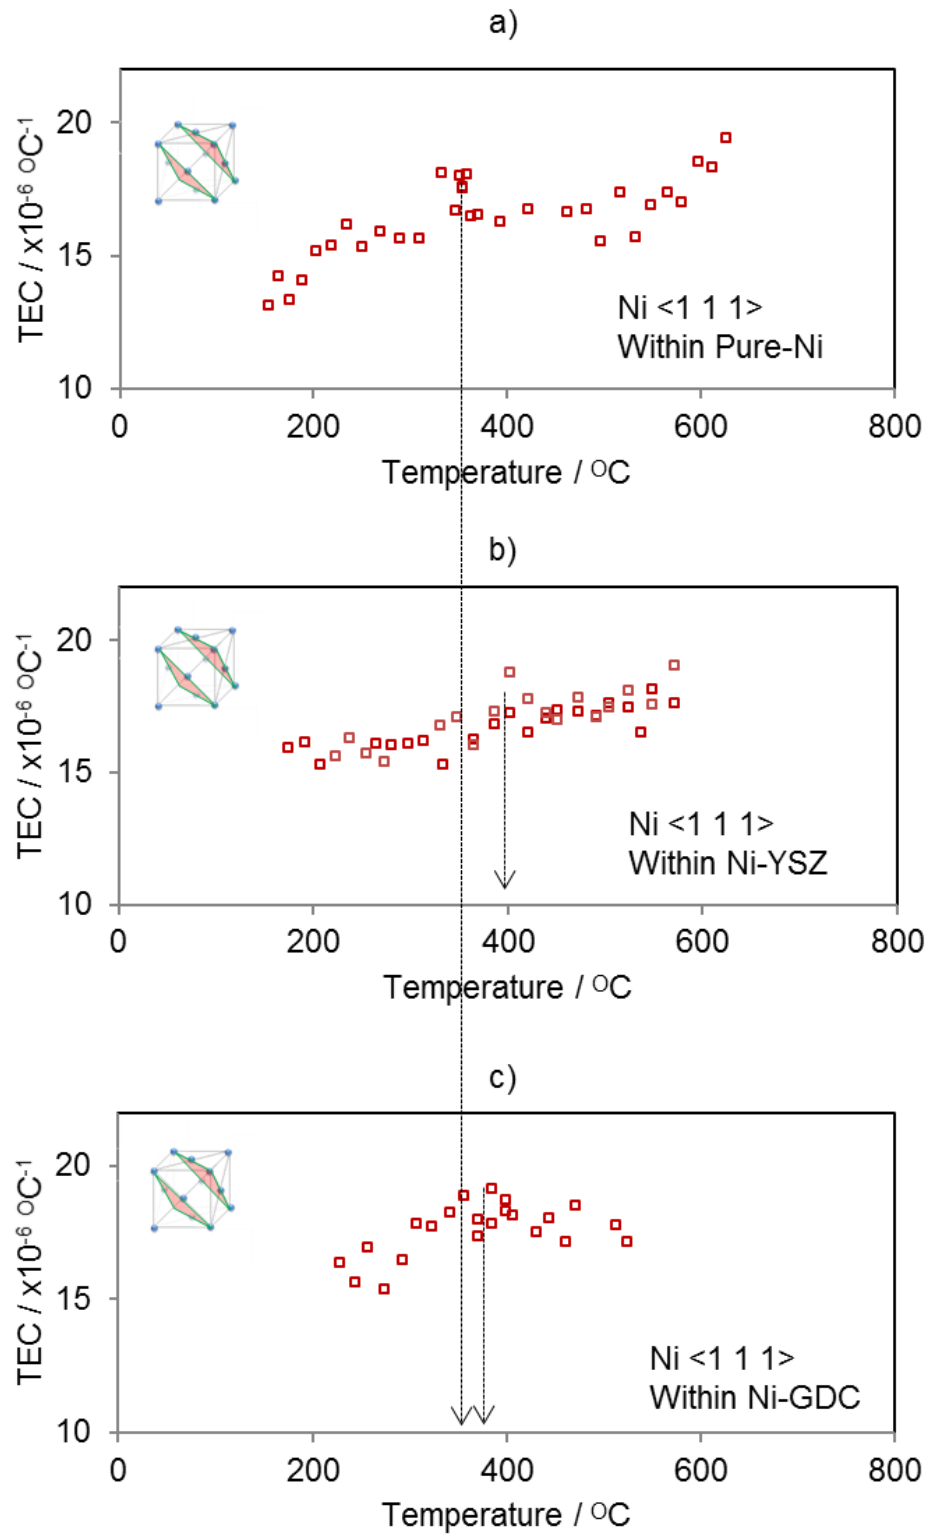 a)
TEC / x10⁻⁶ ᴼC⁻¹
20
15
10
Ni <1 1 1>
Within Pure-Ni
0 200 400 600 800
Temperature / ᴼC
b)
TEC / x10⁻⁶ ᴼC⁻¹
20
15
10
Ni <1 1 1>
Within Ni-YSZ
0 200 400 600 800
Temperature / ᴼC
c)
TEC / x10⁻⁶ ᴼC⁻¹
20
15
10
Ni <1 1 1>
Within Ni-GDC
0 200 400 600 800
Temperature / ᴼC